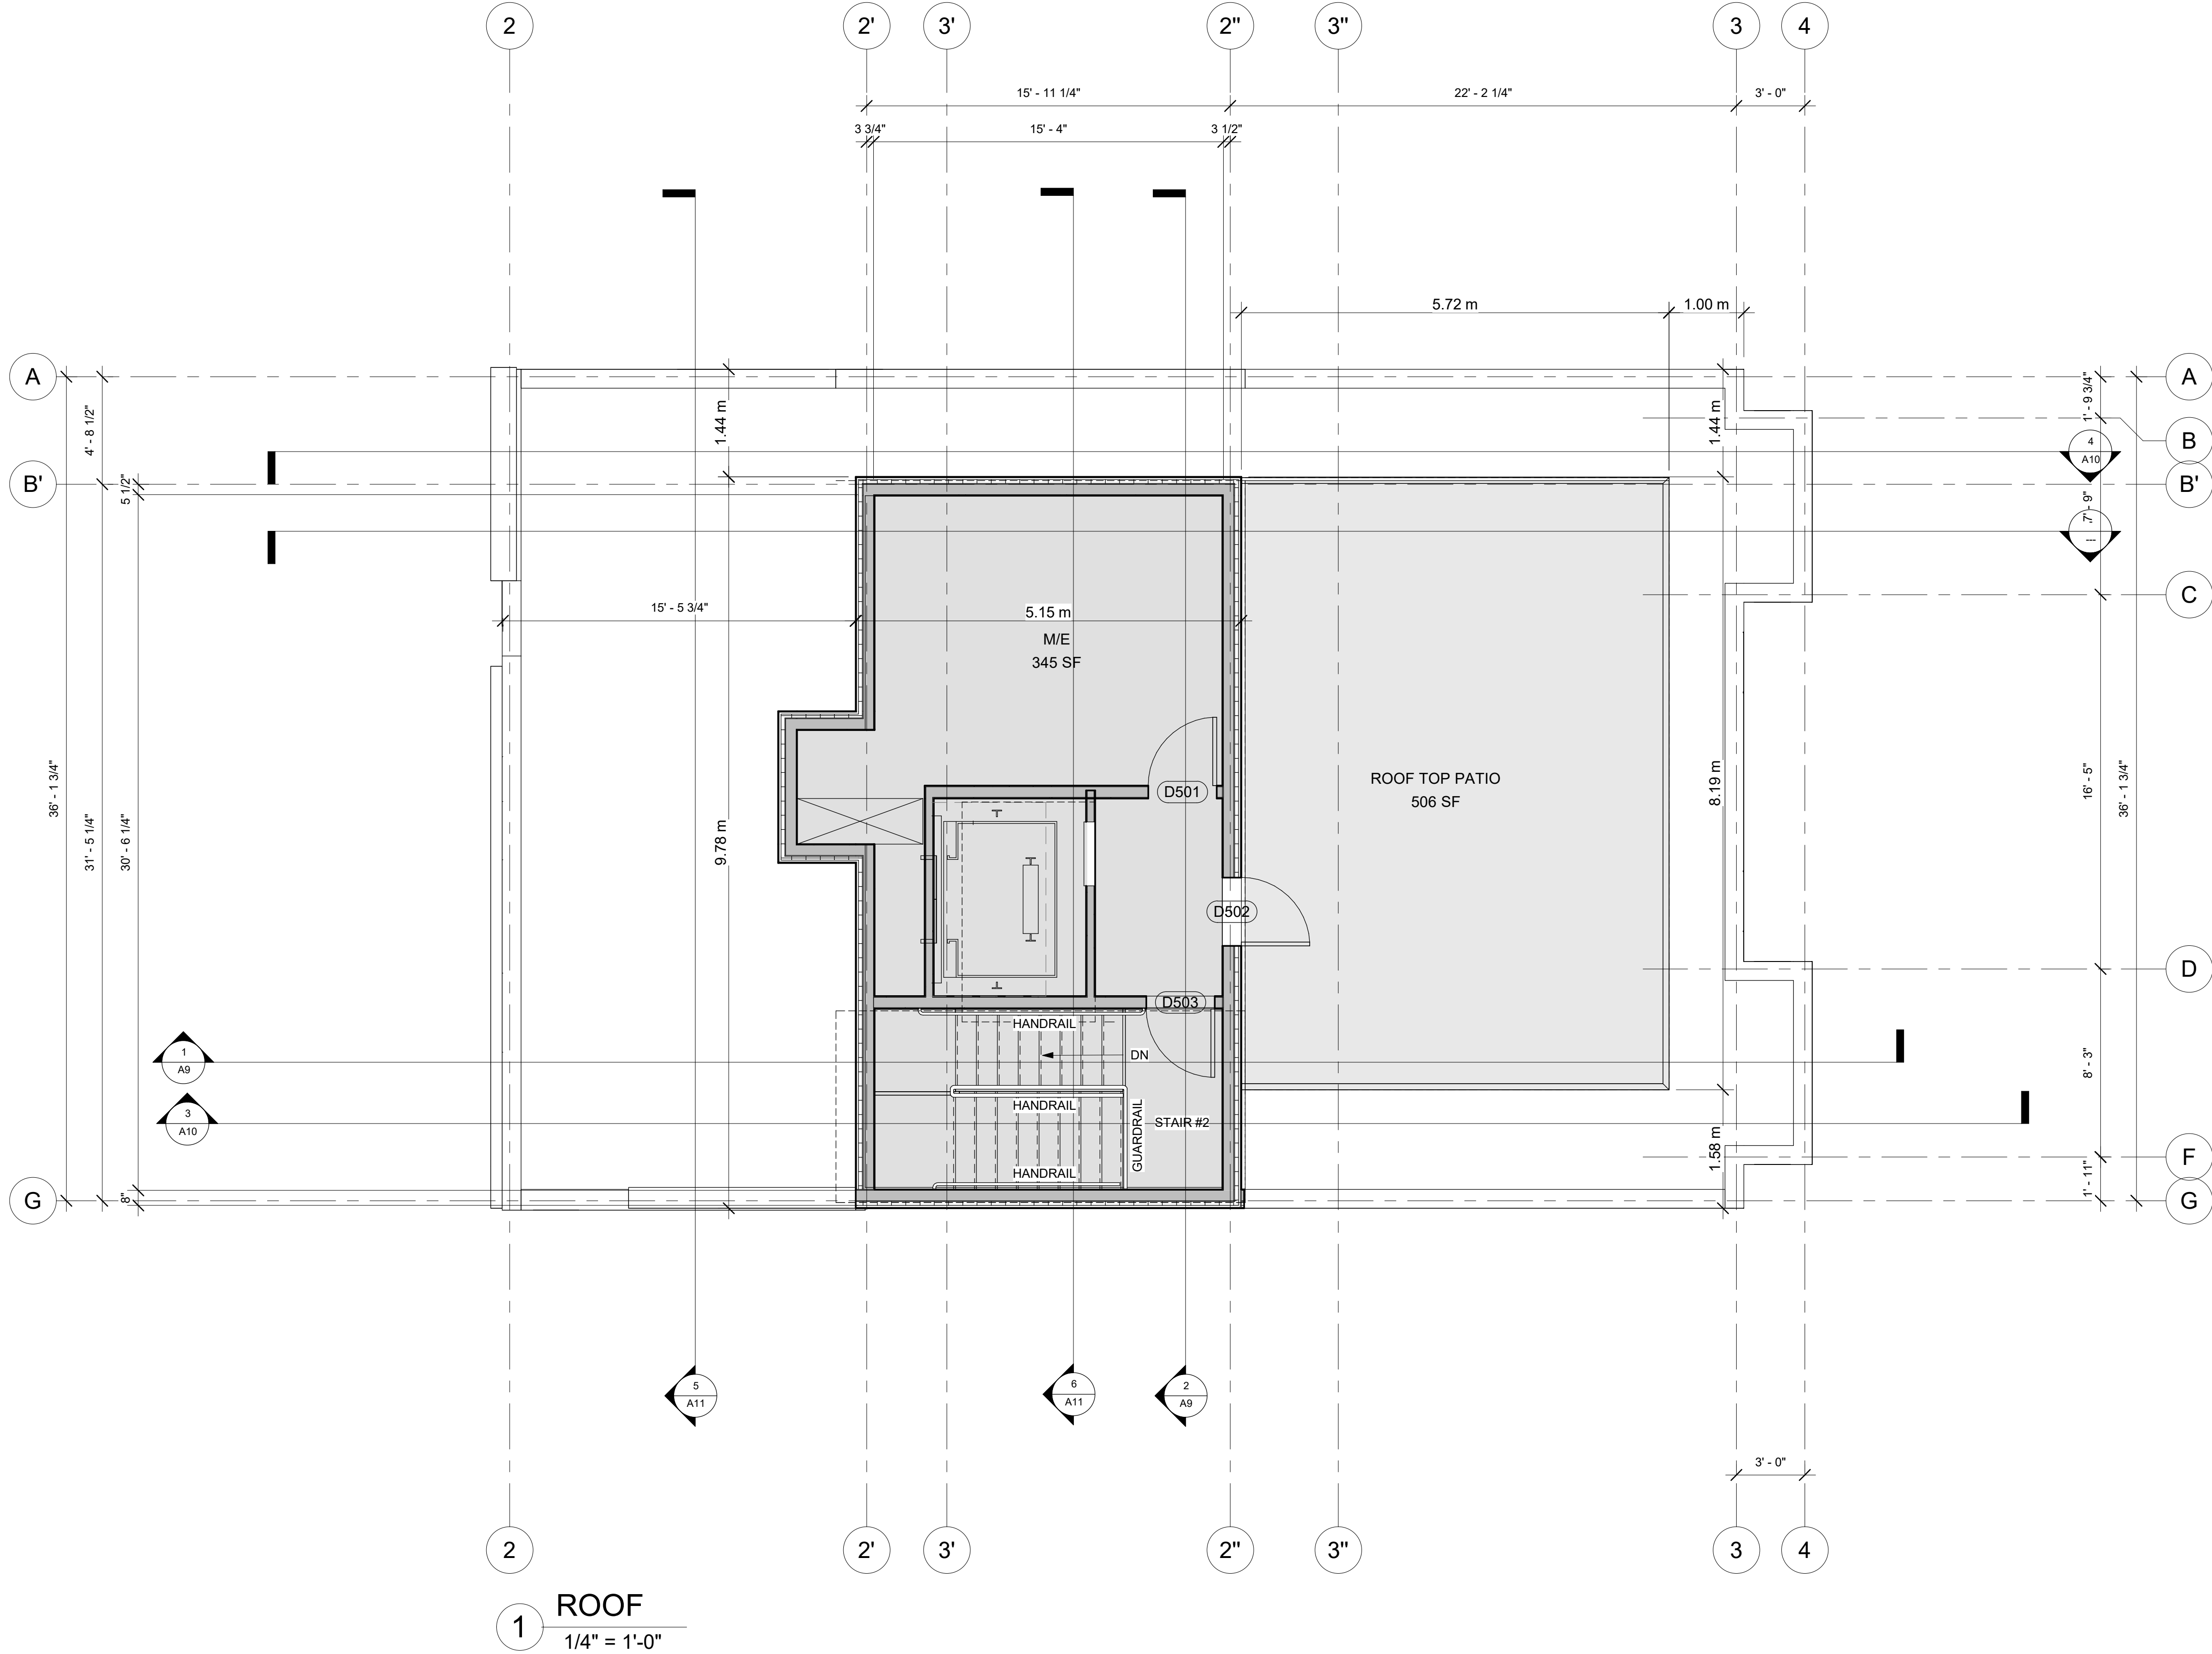 2
2'
3'
2"
3"
3
4
15' - 11 1/4"
22' - 2 1/4"
3' - 0"
3 3/4"
15' - 4"
3 1/2"
5.72 m
1.00 m
A
A
4' - 8 1/2"
1.44 m
1.44 m
1' - 9 3/4"
B
4
A10
B'
B'
5 1/2"
7' - 9"
---
C
15' - 5 3/4"
5.15 m
M/E
345 SF
36' - 1 3/4"
31' - 5 1/4"
30' - 6 1/4"
9.78 m
D501
ROOF TOP PATIO
506 SF
8.19 m
16' - 5"
36' - 1 3/4"
D502
D
D503
HANDRAIL
DN
1
A9
8' - 3"
HANDRAIL
GUARDRAIL
STAIR #2
3
A10
1.58 m
F
HANDRAIL
1' - 11"
G
8"
G
5
A11
6
A11
2
A9
3' - 0"
2
2'
3'
2"
3"
3
4
1
ROOF
1/4" = 1'-0"